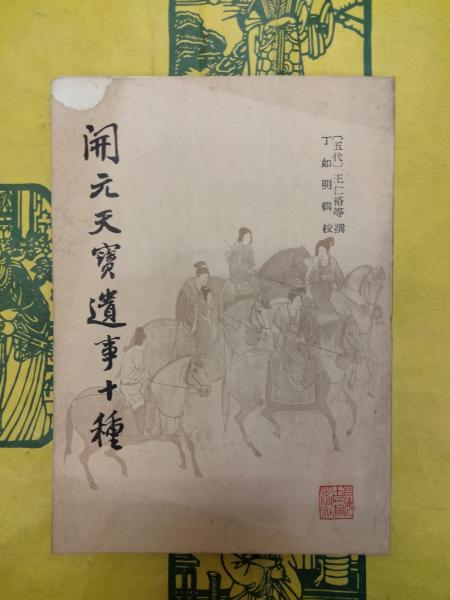 〔五代〕王仁裕等 撰
丁如明 輯校
開元天寶遺事十種